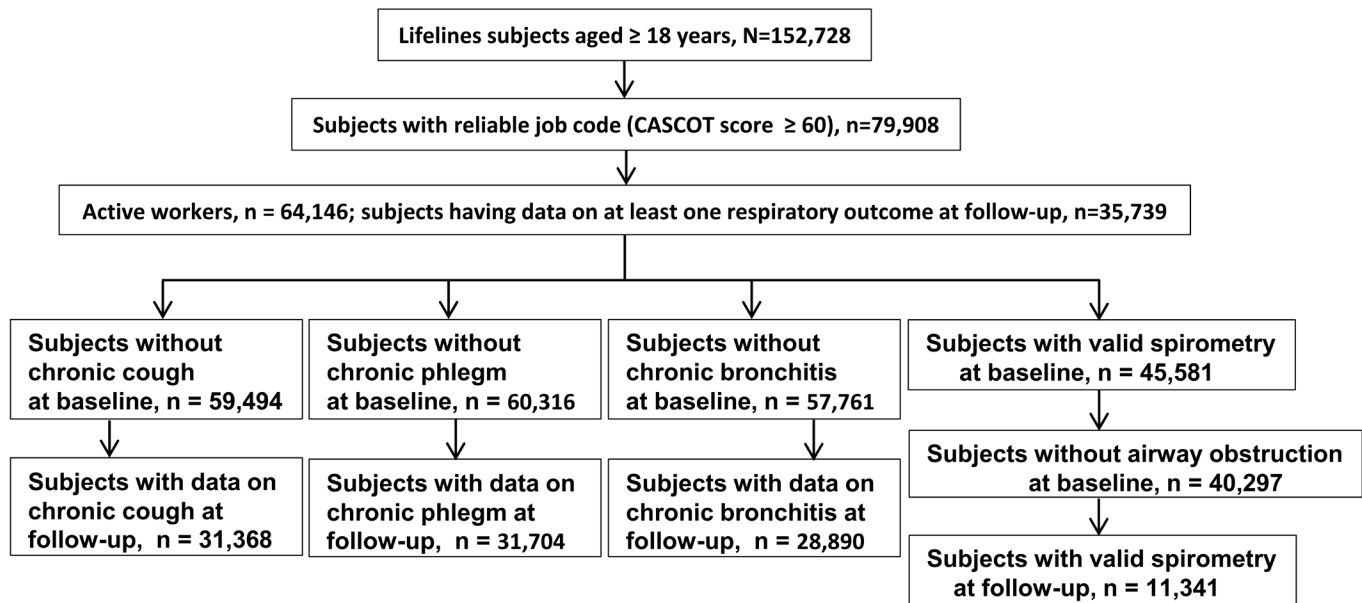 Lifelines subjects aged ≥ 18 years, N=152,728
Subjects with reliable job code (CASCOT score ≥ 60), n=79,908
Active workers, n = 64,146; subjects having data on at least one respiratory outcome at follow-up, n=35,739
Subjects without
chronic cough
at baseline, n = 59,494
Subjects with data on
chronic cough at
follow-up, n = 31,368
Subjects without
chronic phlegm
at baseline, n = 60,316
Subjects with data on
chronic phlegm at
follow-up, n = 31,704
Subjects without
chronic bronchitis
at baseline, n = 57,761
Subjects with data on
chronic bronchitis at
follow-up, n = 28,890
Subjects with valid spirometry
at baseline, n = 45,581
Subjects without airway obstruction
at baseline, n = 40,297
Subjects with valid spirometry
at follow-up, n = 11,341